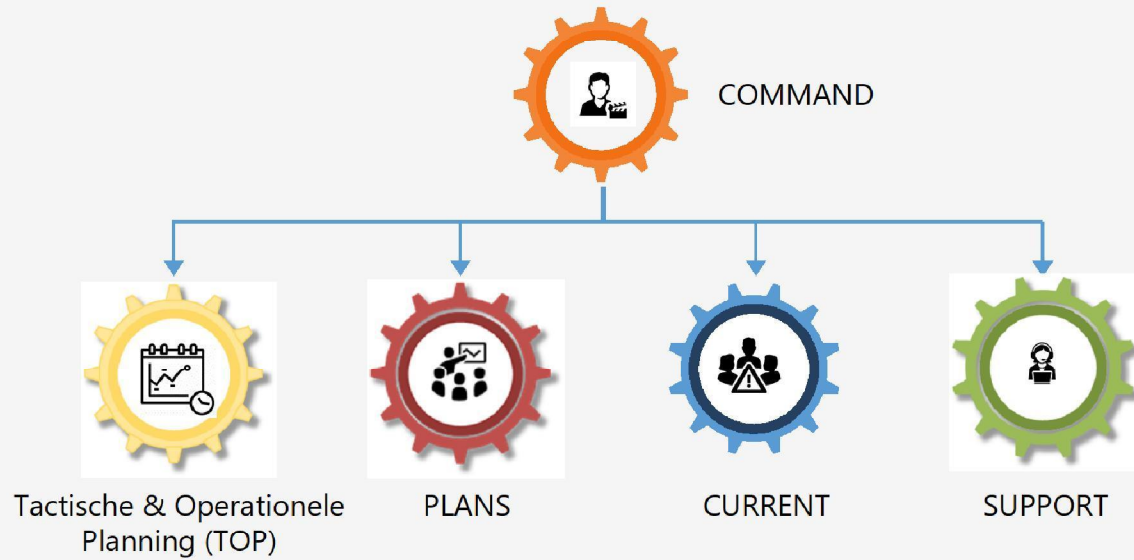 COMMAND
Tactische & Operationele
Planning (TOP)
PLANS
CURRENT
SUPPORT